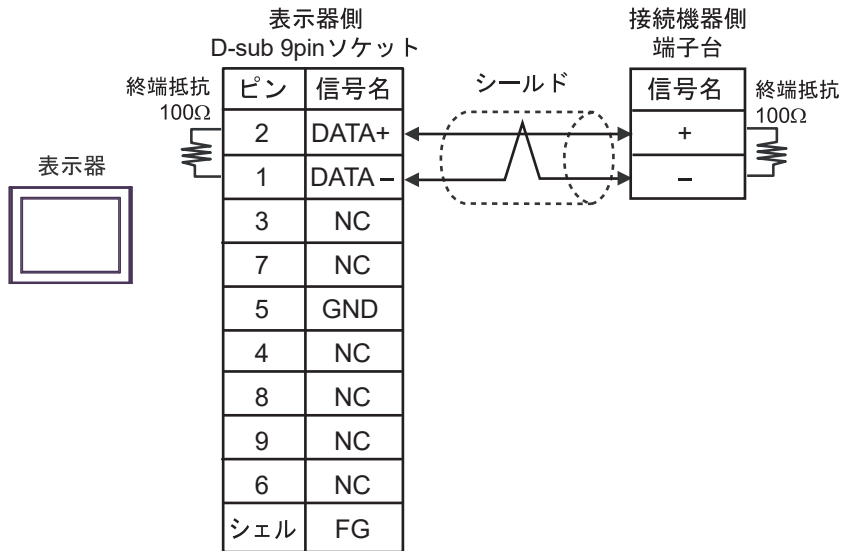 表示器側
D-sub 9pinソケット
接続機器側
端子台
終端抵抗
100Ω
ピン 信号名
シールド
信号名
終端抵抗
100Ω
2 DATA+
+
1 DATA−
−
表示器
3 NC
7 NC
5 GND
4 NC
8 NC
9 NC
6 NC
シェル FG